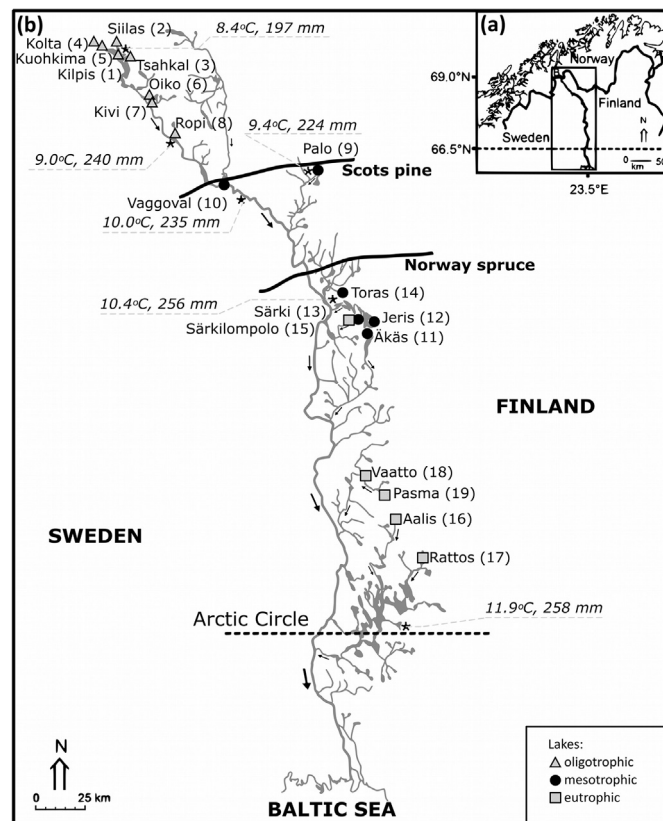 (b)
Siilas (2)
8.4°C, 197 mm
Kolta (4)
Kuohkima (5)
Tsahkal (3)
Kilpis (1)
Oiko (6)
Kivi (7)
Ropi (8)
9.4°C, 224 mm
Palo (9)
9.0°C, 240 mm
Scots pine
Vaggoval (10)
10.0°C, 235 mm
Norway spruce
10.4°C, 256 mm
Toras (14)
Särki (13)
Jeris (12)
Särkilompolo (15)
Äkäs (11)
FINLAND
Vaatto (18)
Pasma (19)
SWEDEN
Aalis (16)
Rattos (17)
11.9°C, 258 mm
Arctic Circle
N
0
25 km
BALTIC SEA
(a)
Norway
69.0°N
Finland
Sweden
N
66.5°N
0
50
km
23.5°E
Lakes:
oligotrophic
mesotrophic
eutrophic